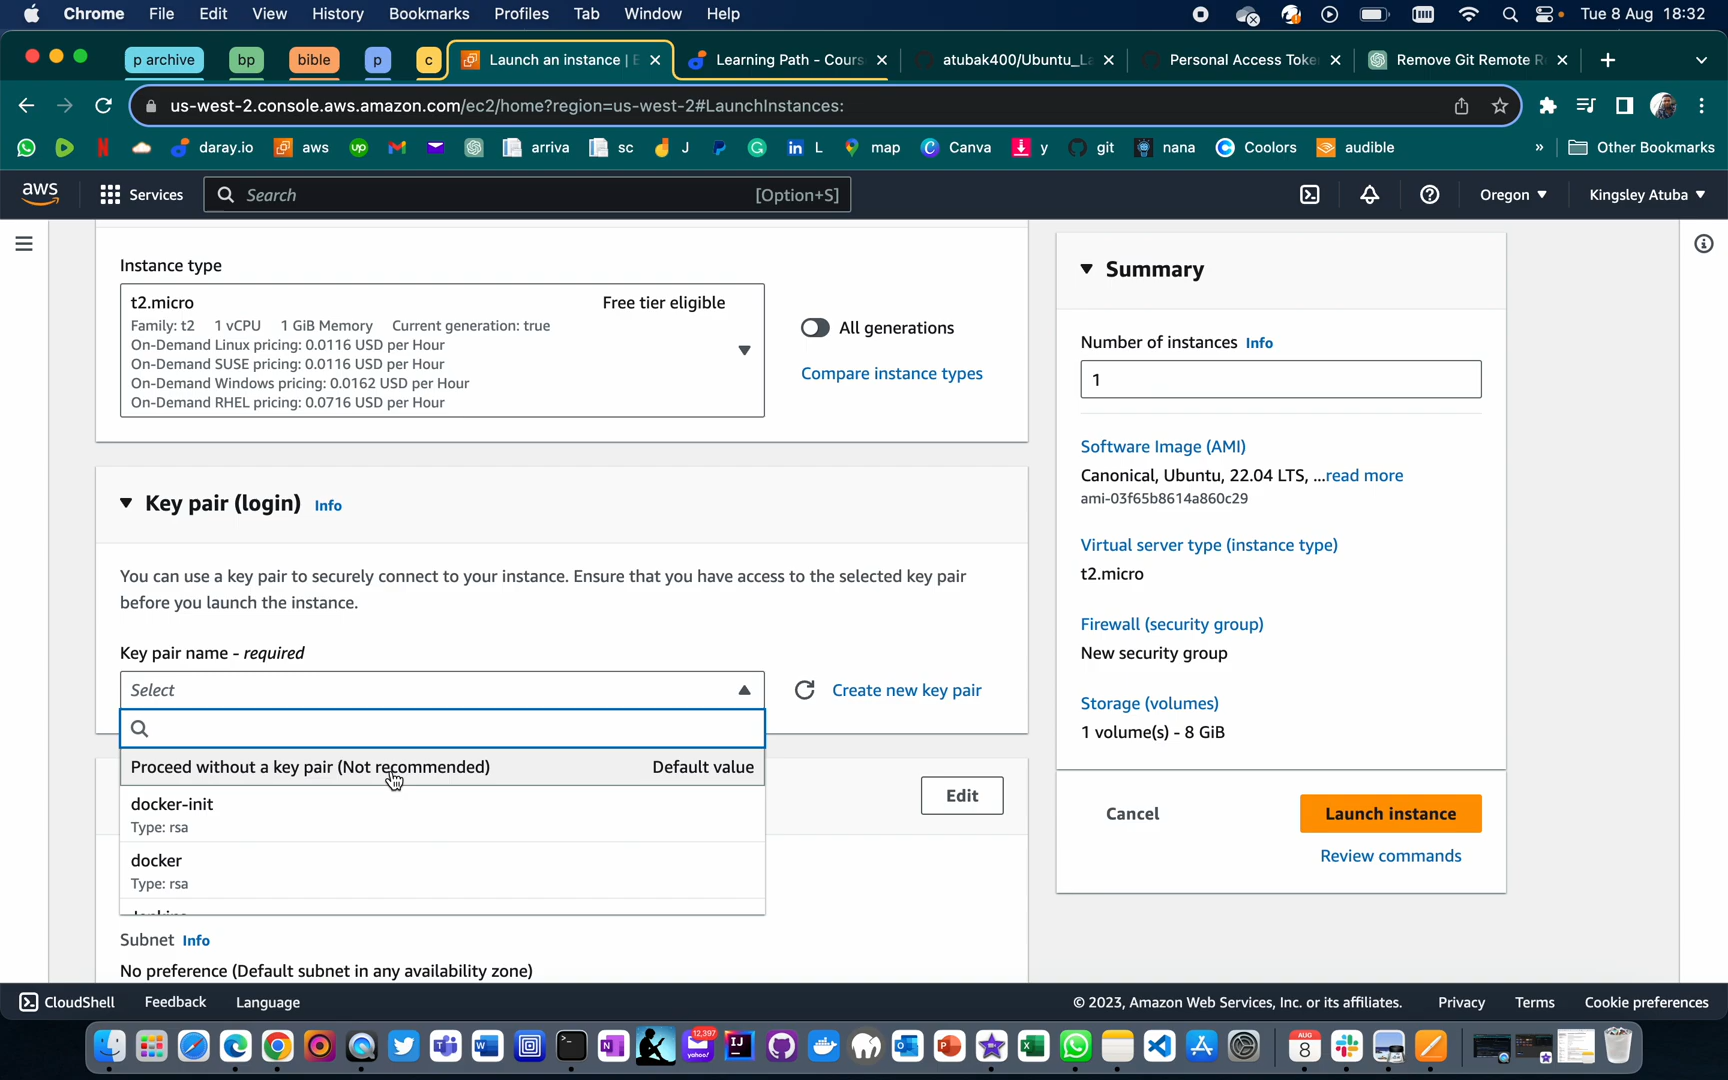 Chrome File Edit View History Bookmarks Profiles Tab Window Help Tue 8 Aug 18:32
p archive bp bible p c Launch an instance | E Learning Path - Cours atubak400/Ubuntu_L Personal Access Toke Remove Git Remote R
us-west-2.console.aws.amazon.com/ec2/home?region=us-west-2#LaunchInstances:
daray.io aws up arriva sc J L map Canva y git nana Coolors audible » Other Bookmarks
aws Services Search [Option+S] Oregon Kingsley Atuba
Instance type
t2.micro Free tier eligible
Family: t2 1 vCPU 1 GiB Memory Current generation: true
On-Demand Linux pricing: 0.0116 USD per Hour
On-Demand SUSE pricing: 0.0116 USD per Hour
On-Demand Windows pricing: 0.0162 USD per Hour
On-Demand RHEL pricing: 0.0716 USD per Hour
All generations
Compare instance types
Key pair (login) Info
You can use a key pair to securely connect to your instance. Ensure that you have access to the selected key pair
before you launch the instance.
Key pair name - required
Select
Create new key pair
Proceed without a key pair (Not recommended) Default value
docker-init
Type: rsa
docker
Type: rsa
Edit
Subnet Info
No preference (Default subnet in any availability zone)
Summary
Number of instances Info
1
Software Image (AMI)
Canonical, Ubuntu, 22.04 LTS, ...read more
ami-03f65b8614a860c29
Virtual server type (instance type)
t2.micro
Firewall (security group)
New security group
Storage (volumes)
1 volume(s) - 8 GiB
Cancel Launch instance
Review commands
CloudShell Feedback Language © 2023, Amazon Web Services, Inc. or its affiliates. Privacy Terms Cookie preferences
12,397
yahoo!
AUG
8